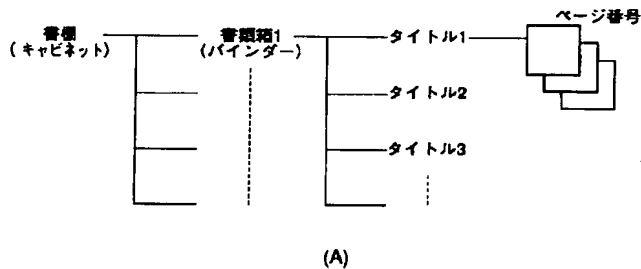 書棚
(キャビネット)
書類箱1
(バインダー)
タイトル1
ページ番号
タイトル2
タイトル3
(A)